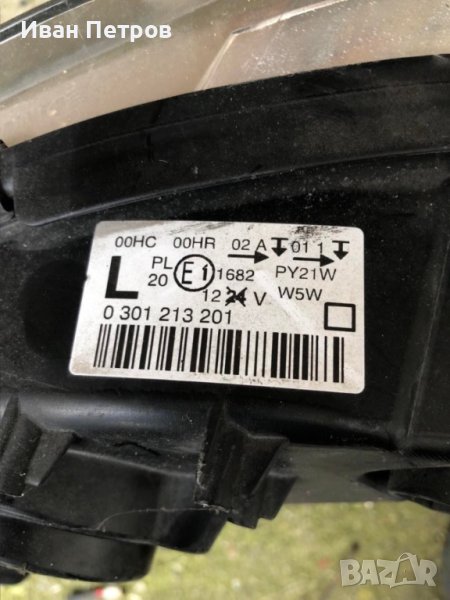 Иван Петров
00HC 00HR 02 A 01 1
L PL 20 E1 1682 PY21W
12 24 V W5W
0 301 213 201
BAZAR